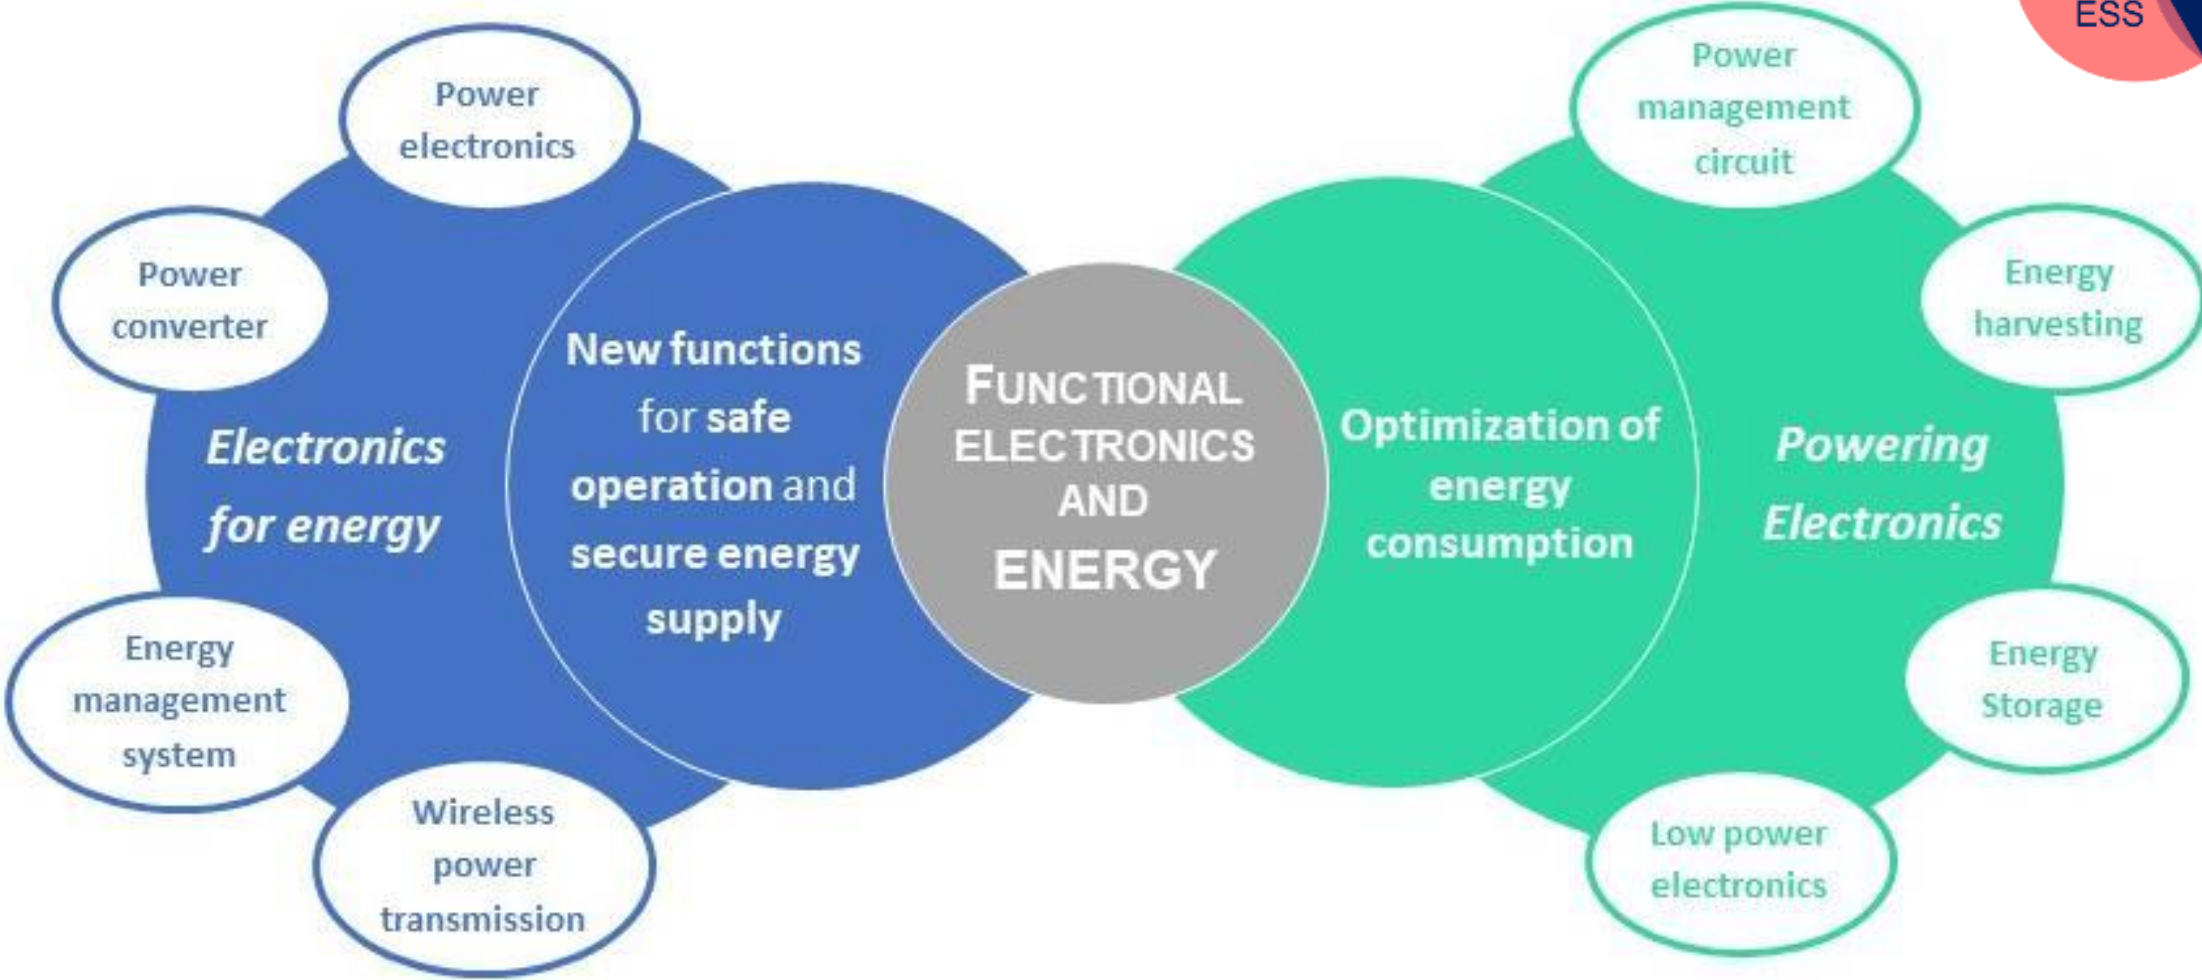 ESS
Power
electronics
Power
converter
Electronics
for energy
Energy
management
system
Wireless
power
transmission
New functions
for safe
operation and
secure energy
supply
FUNCTIONAL
ELECTRONICS
AND
ENERGY
Optimization of
energy
consumption
Powering
Electronics
Power
management
circuit
Energy
harvesting
Energy
Storage
Low power
electronics